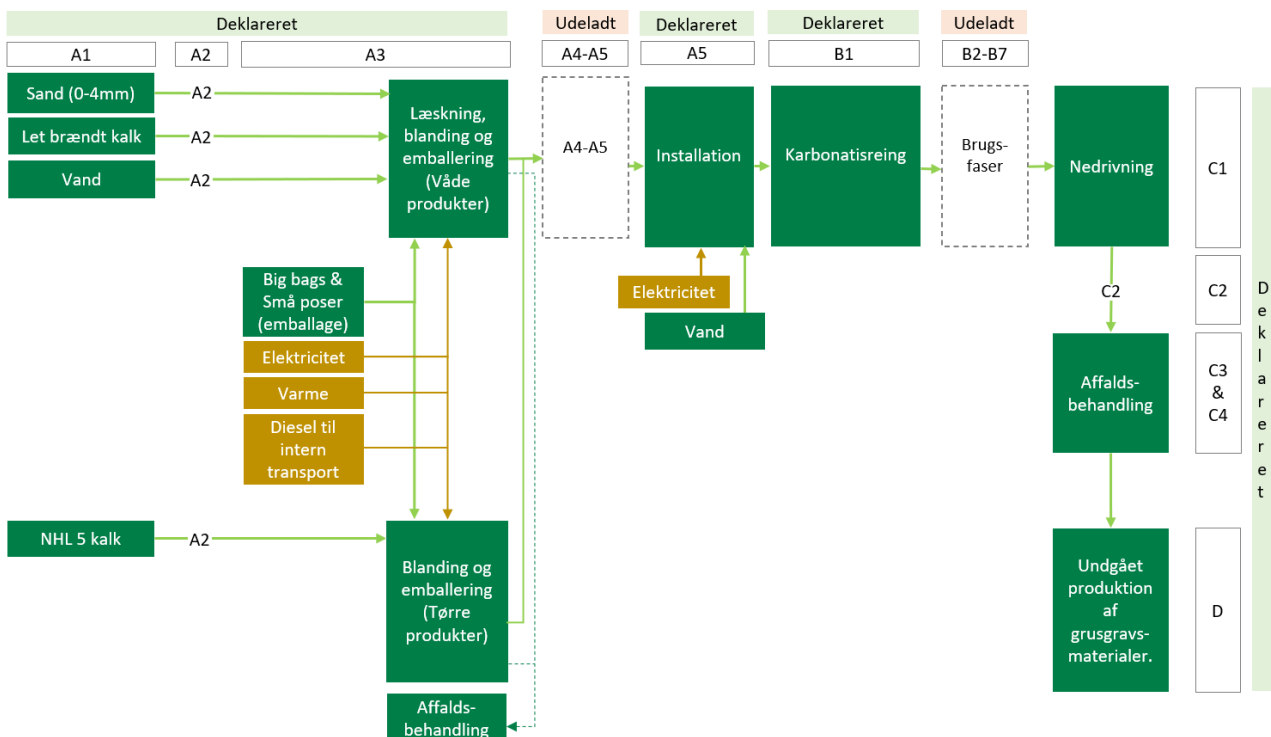 Deklareret
Udeladt
Deklareret
Deklareret
Udeladt
A1
A2
A3
A4-A5
A5
B1
B2-B7
Sand (0-4mm)
A2
Let brændt kalk
A2
Vand
A2
Læskning,
blanding og
emballering
(Våde
produkter)
A4-A5
Installation
Karbonatisreing
Brugs-
faser
Nedrivning
C1
Big bags &
Små poser
(emballage)
Elektricitet
Varme
Diesel til
intern
transport
Elektricitet
Vand
C2
C2
Affalds-
behandling
C3
&
C4
Deklareret
NHL 5 kalk
A2
Blanding og
emballering
(Tørre
produkter)
Undgået
produktion
af
grusgravs-
materialer.
D
Affalds-
behandling